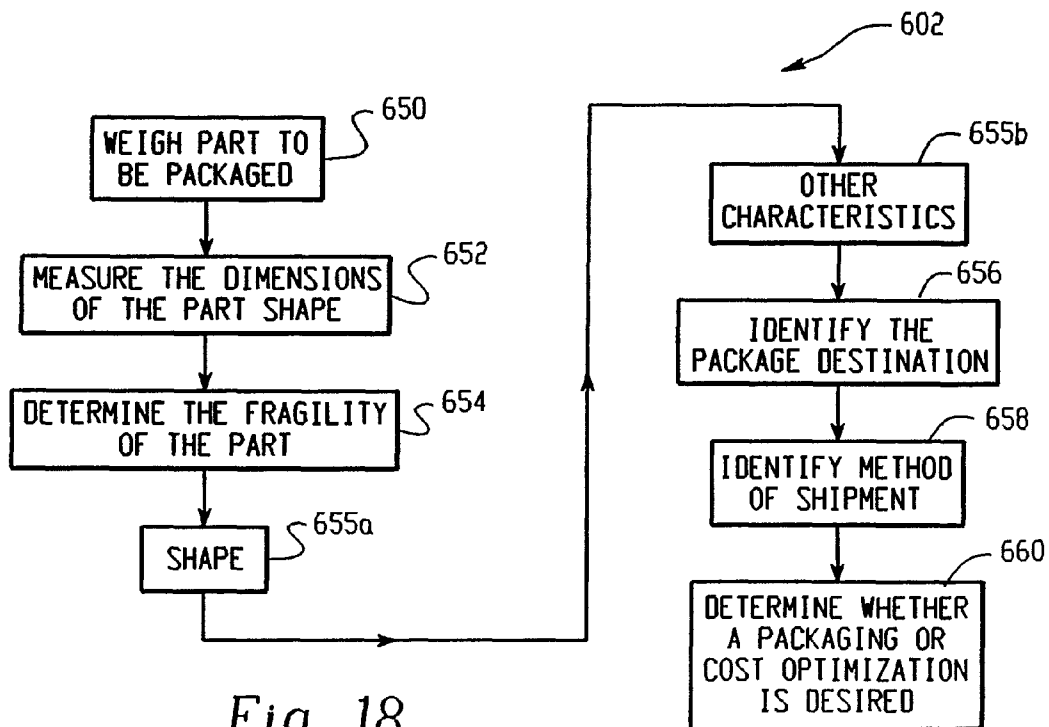 602
650
WEIGH PART TO
BE PACKAGED
652
MEASURE THE DIMENSIONS
OF THE PART SHAPE
654
DETERMINE THE FRAGILITY
OF THE PART
655a
SHAPE
655b
OTHER
CHARACTERISTICS
656
IDENTIFY THE
PACKAGE DESTINATION
658
IDENTIFY METHOD
OF SHIPMENT
660
DETERMINE WHETHER
A PACKAGING OR
COST OPTIMIZATION
IS DESIRED
Fig. 18